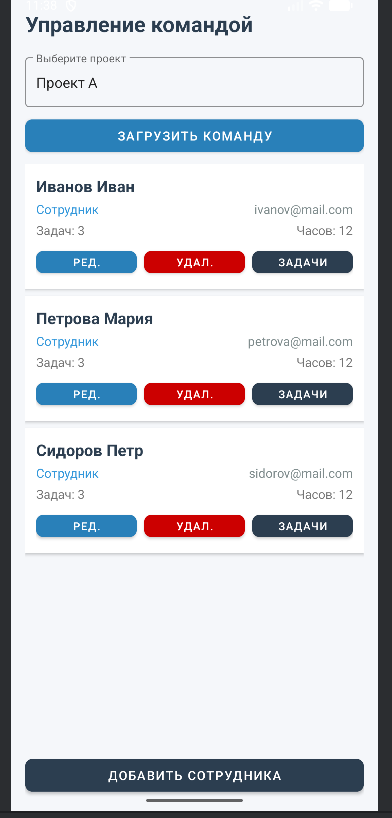 11:38
Управление командой
Выберите проект
Проект А
ЗАГРУЗИТЬ КОМАНДУ
Иванов Иван
Сотрудник ivanov@mail.com
Задач: 3 Часов: 12
РЕД. УДАЛ. ЗАДАЧИ
Петрова Мария
Сотрудник petrova@mail.com
Задач: 3 Часов: 12
РЕД. УДАЛ. ЗАДАЧИ
Сидоров Петр
Сотрудник sidorov@mail.com
Задач: 3 Часов: 12
РЕД. УДАЛ. ЗАДАЧИ
ДОБАВИТЬ СОТРУДНИКА